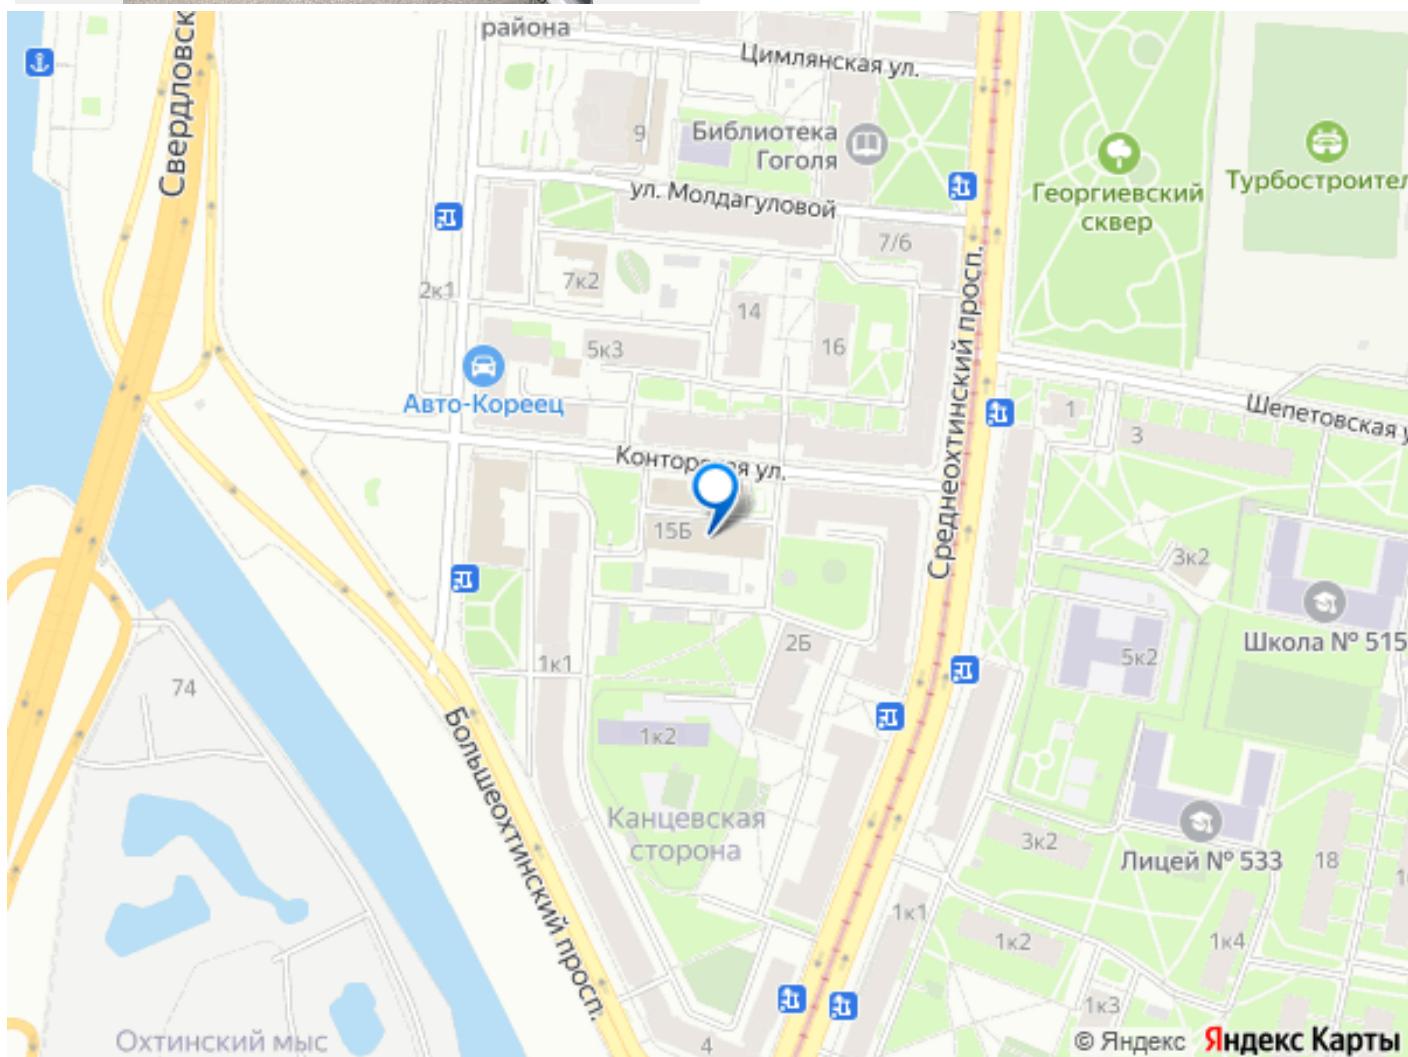 района
Цимлянская ул.
Свердловск
9
Библиотека
Гоголя
ул. Молдагуловой
Георгиевский
сквер
Турбостроител
7/6
7к2
2к1
14
16
5к3
Среднеохтинский просп.
Авто-Кореец
1
3
Шепетовская у
Конторская ул.
15Б
3к2
Школа № 515
2Б
1к1
5к2
74
1к2
Большеохтинский просп.
Канцевская
сторона
3к2
Лицей № 533
18
1к1
1к2
1к4
1к3
4
Охтинский мыс
© Яндекс Яндекс Карты